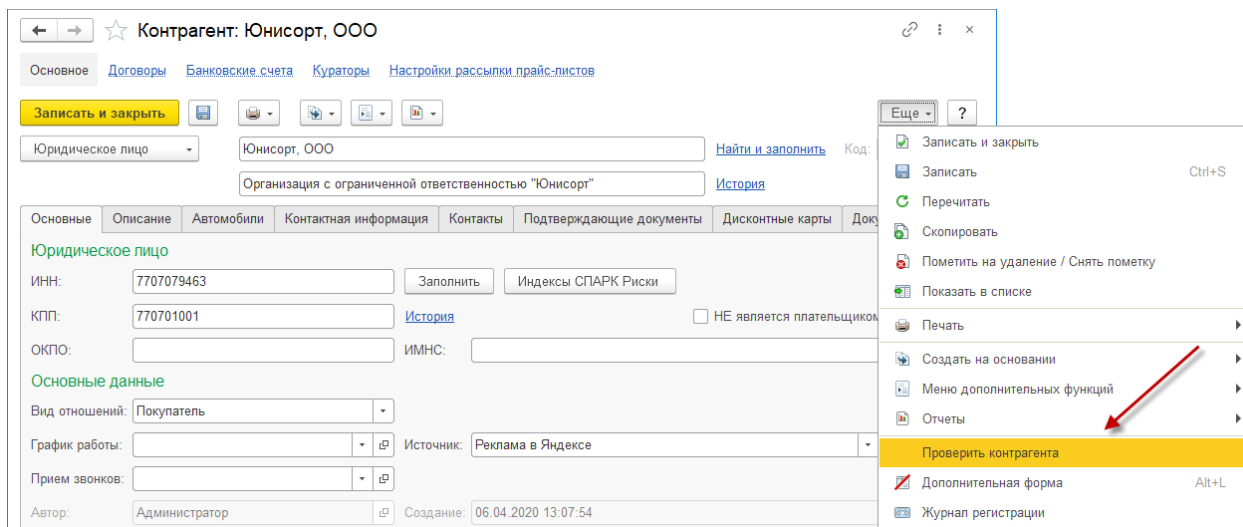 Контрагент: Юнисорт, ООО
Основное Договоры Банковские счета Кураторы Настройки рассылки прайс-листов
Записать и закрыть Еще ?
Юридическое лицо Юнисорт, ООО Найти и заполнить Код:
Организация с ограниченной ответственностью "Юнисорт" История
Основные Описание Автомобили Контактная информация Контакты Подтверждающие документы Дисконтные карты
Юридическое лицо
ИНН: 7707079463 Заполнить Индексы СПАРК Риски
КПП: 770701001 История НЕ является плательщиком
ОКПО: ИМНС:
Основные данные
Вид отношений: Покупатель
График работы: Источник: Реклама в Яндексе
Прием звонков:
Автор: Администратор Создание: 06.04.2020 13:07:54
Записать и закрыть
Записать Ctrl+S
Перечитать
Скопировать
Пометить на удаление / Снять пометку
Показать в списке
Печать
Создать на основании
Меню дополнительных функций
Отчеты
Проверить контрагента
Дополнительная форма Alt+L
Журнал регистрации